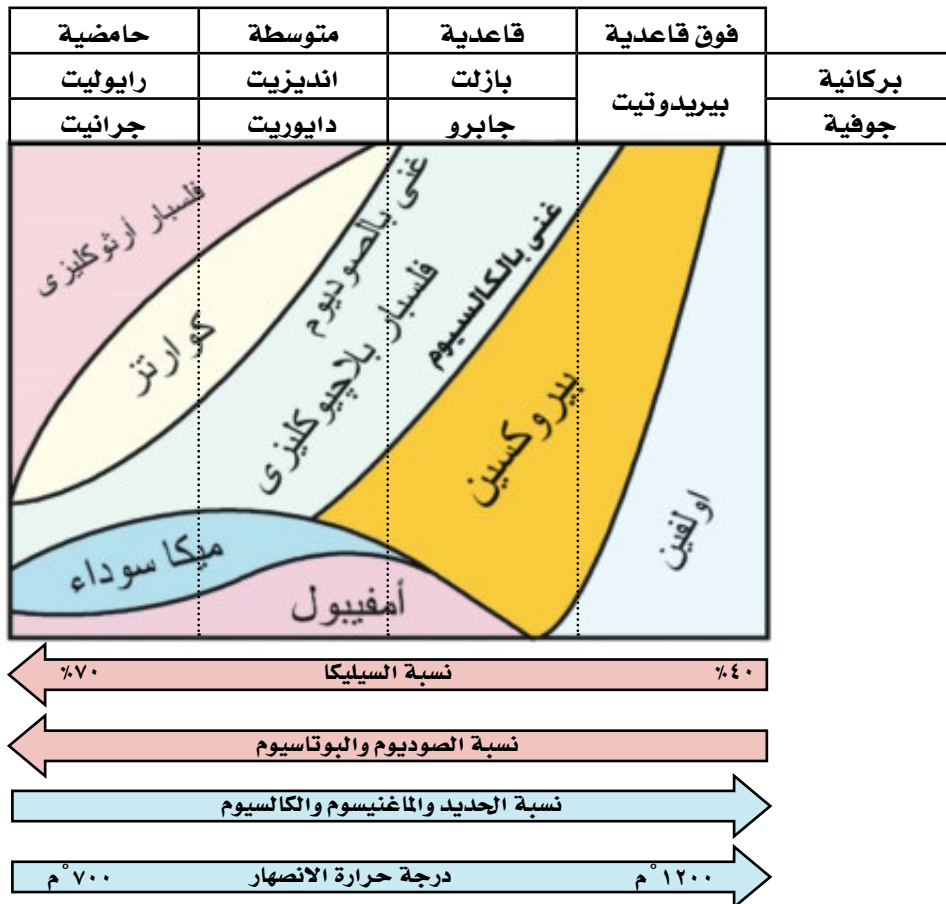 فوق قاعدية قاعدية متوسطة حامضية
بركانية بيريدوتيت بازلت انديزيت رايوليت
جوفية جابرو دايوريت جرانيت
فلسبار أرثوكليزى
كوارتز
غنى بالصوديوم
فلسبار بلاچيوكليزى
غنى بالكالسيوم
بيروكسين
اولفين
ميكا سوداء
أمفيبول
٤٠٪ نسبة السيليكا ٧٠٪
نسبة الصوديوم والبوتاسيوم
نسبة الحديد والماغنيسوم والكالسيوم
١٢٠٠°م درجة حرارة الانصهار ٧٠٠°م